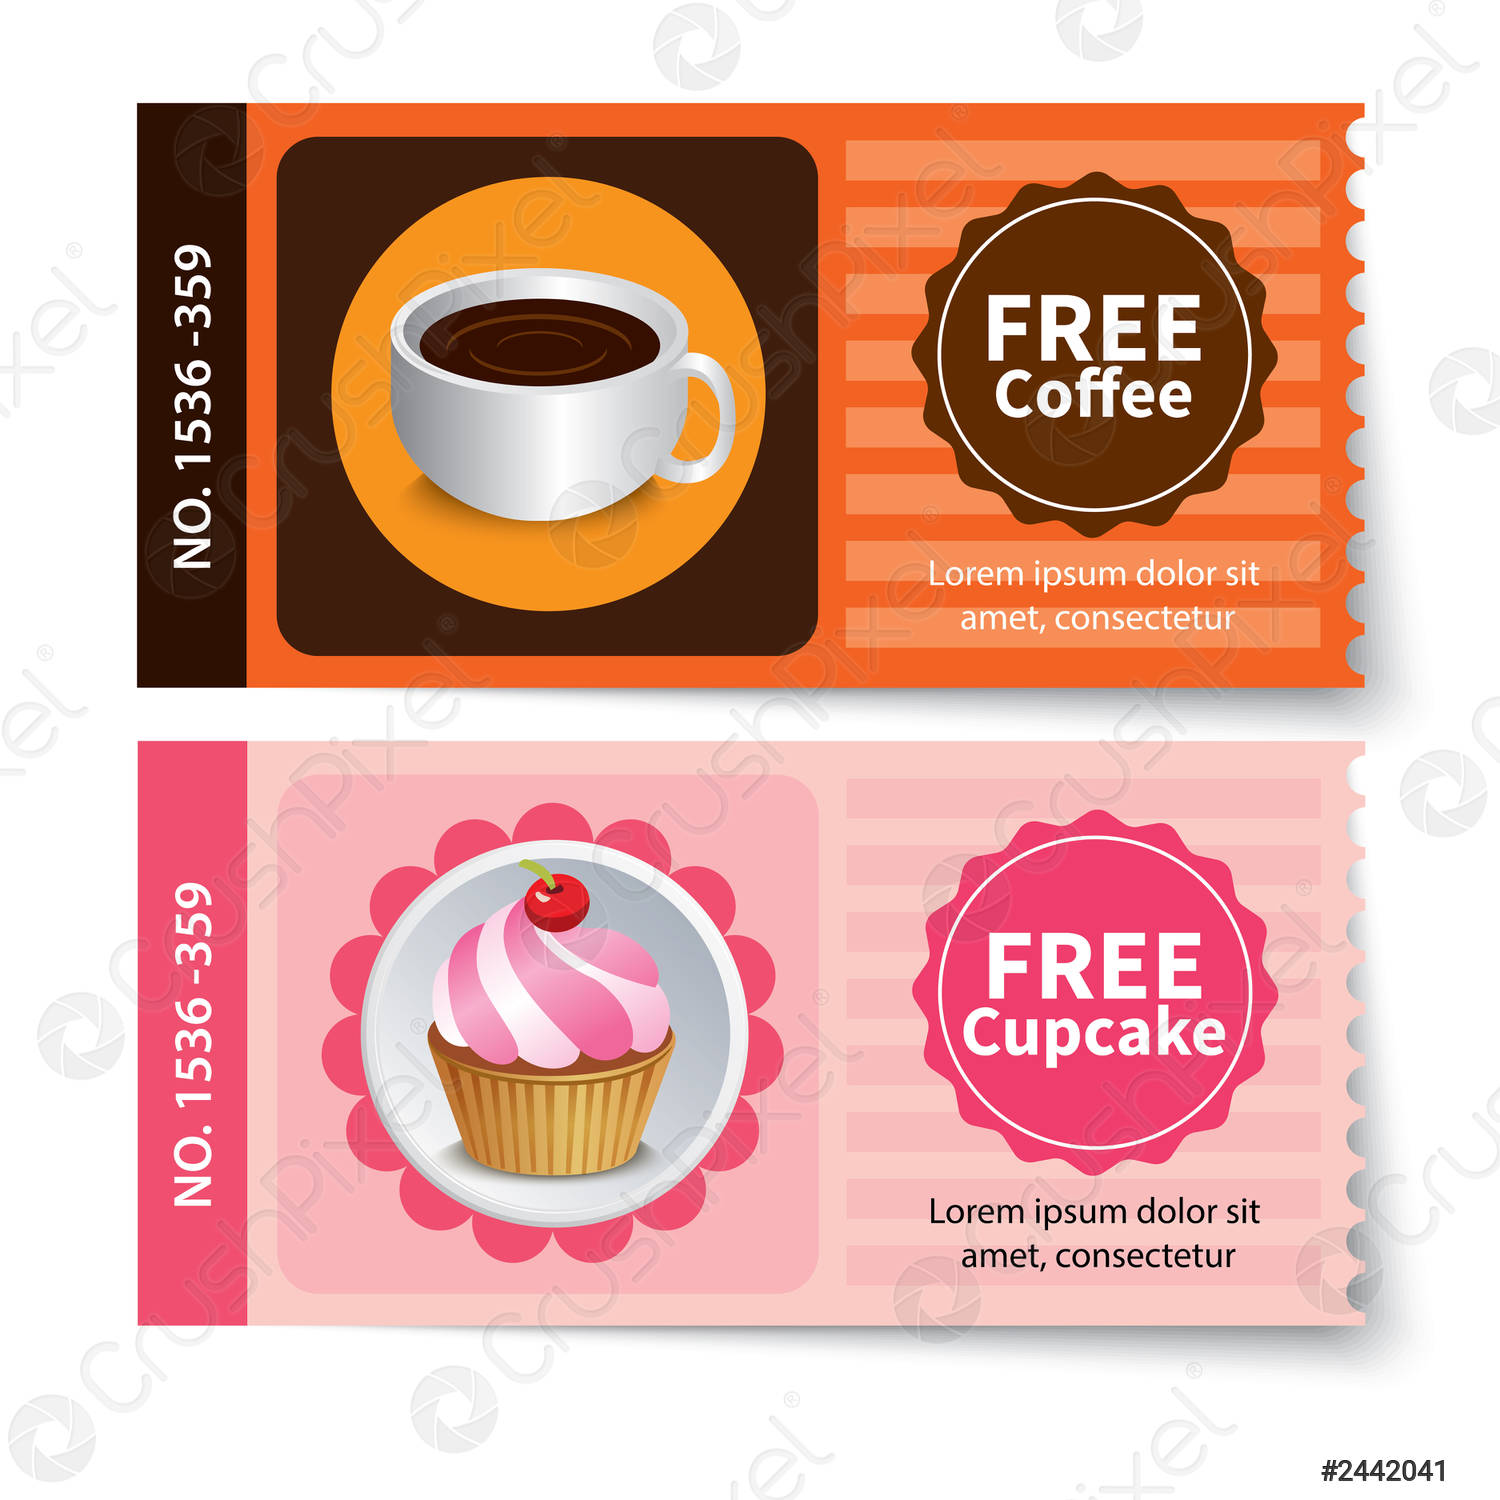 NO. 1536 -359
FREE
Coffee
Lorem ipsum dolor sit
amet, consectetur
NO. 1536 -359
FREE
Cupcake
Lorem ipsum dolor sit
amet, consectetur
CrushPixel
#2442041